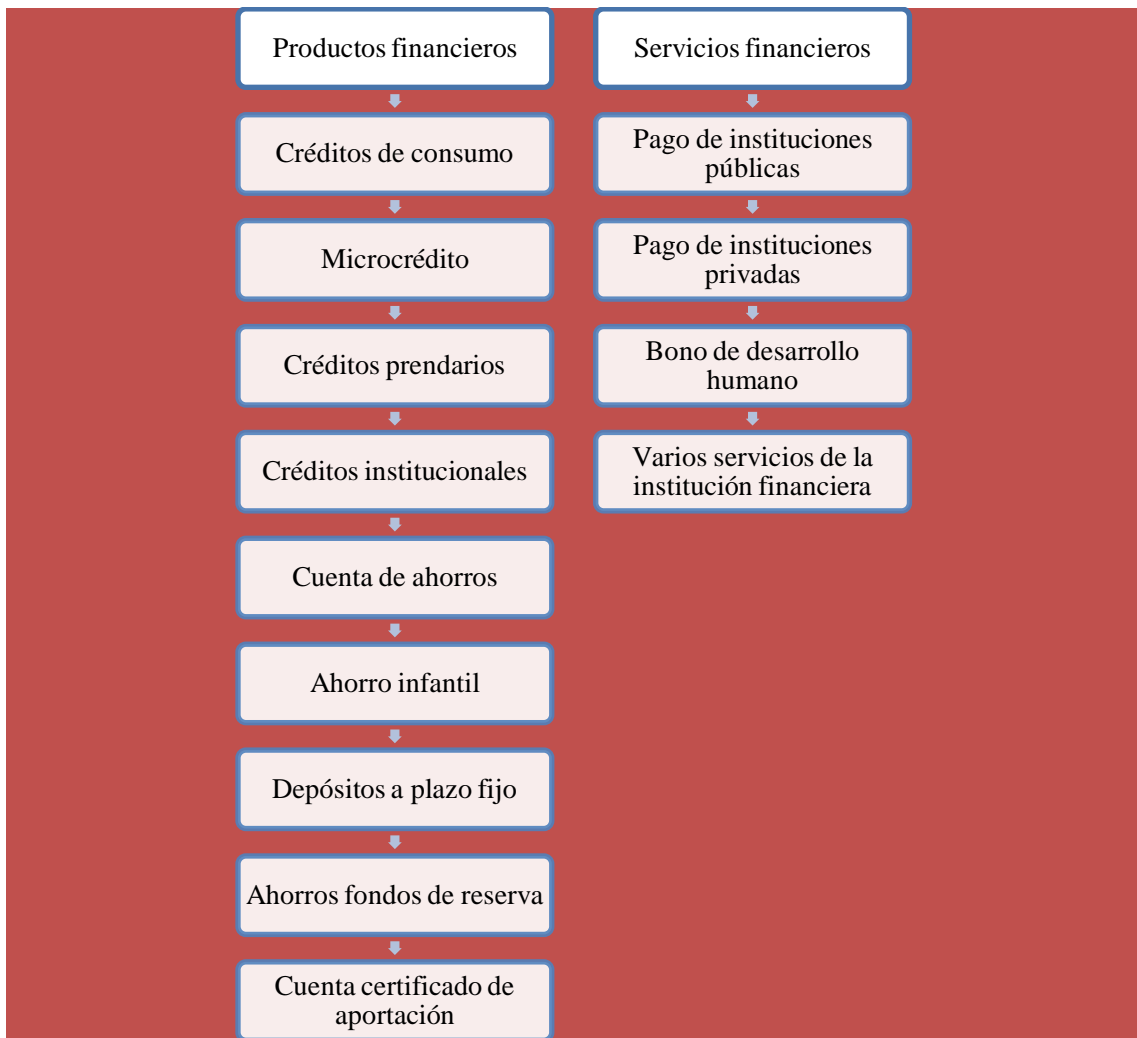 Productos financieros
Créditos de consumo
Microcrédito
Créditos prendarios
Créditos institucionales
Cuenta de ahorros
Ahorro infantil
Depósitos a plazo fijo
Ahorros fondos de reserva
Cuenta certificado de
aportación
Servicios financieros
Pago de instituciones
públicas
Pago de instituciones
privadas
Bono de desarrollo
humano
Varios servicios de la
institución financiera